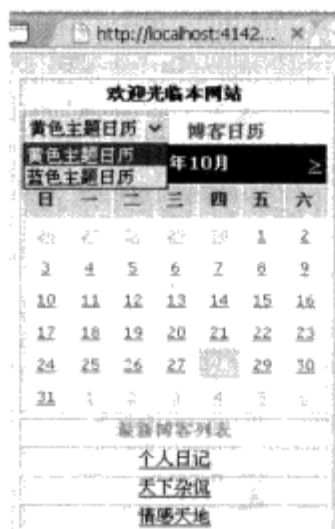 http://localhost:4142... ×
欢迎光临本网站
黄色主题日历 博客日历
黄色主题日历 年10月 ≥
蓝色主题日历
日 一 二 三 四 五 六
1 2
3 4 5 6 7 8 9
10 11 12 13 14 15 16
17 18 19 20 21 22 23
24 25 26 27 29 30
31
最新博客列表
个人日记
天下杂侃
情感天地